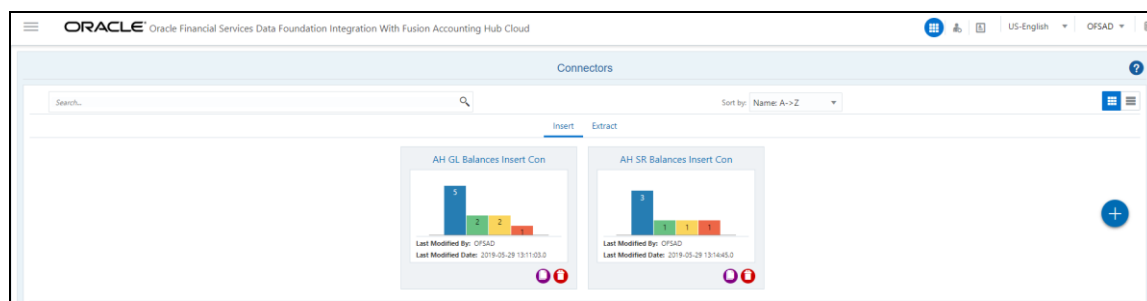 ORACLE® Oracle Financial Services Data Foundation Integration With Fusion Accounting Hub Cloud
US-English
OFSAD
Connectors
?
Search...
Sort by: Name: A->Z
Insert Extract
AH GL Balances Insert Con
5
2 2
1
Last Modified By: OFSAD
Last Modified Date: 2019-05-29 13:11:03.0
AH SR Balances Insert Con
3
1 1 1
Last Modified By: OFSAD
Last Modified Date: 2019-05-29 13:14:45.0